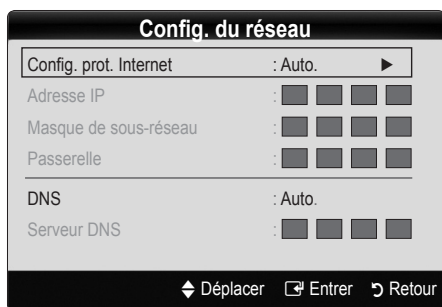 Config. du réseau
Config. prot. Internet : Auto. ►
Adresse IP :
Masque de sous-réseau :
Passerelle :
DNS : Auto.
Serveur DNS :
Déplacer Entrer Retour